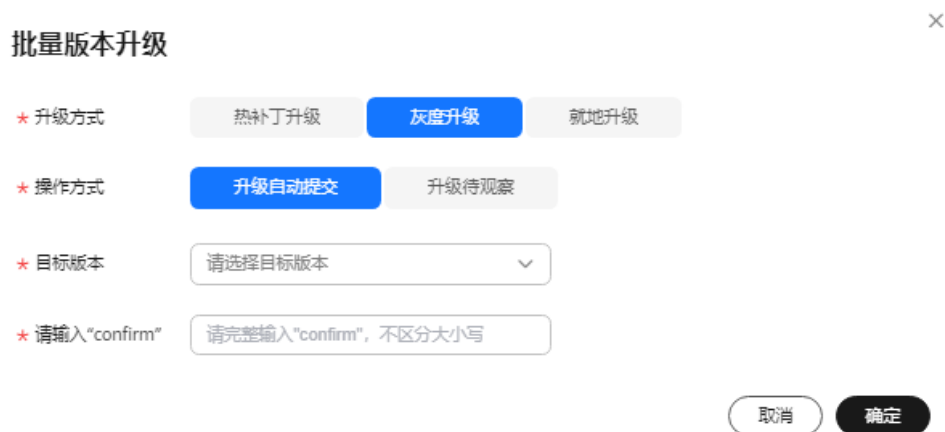 批量版本升级
* 升级方式 热补丁升级 灰度升级 就地升级
* 操作方式 升级自动提交 升级待观察
* 目标版本 请选择目标版本
* 请输入“confirm” 请完整输入"confirm"，不区分大小写
取消 确定